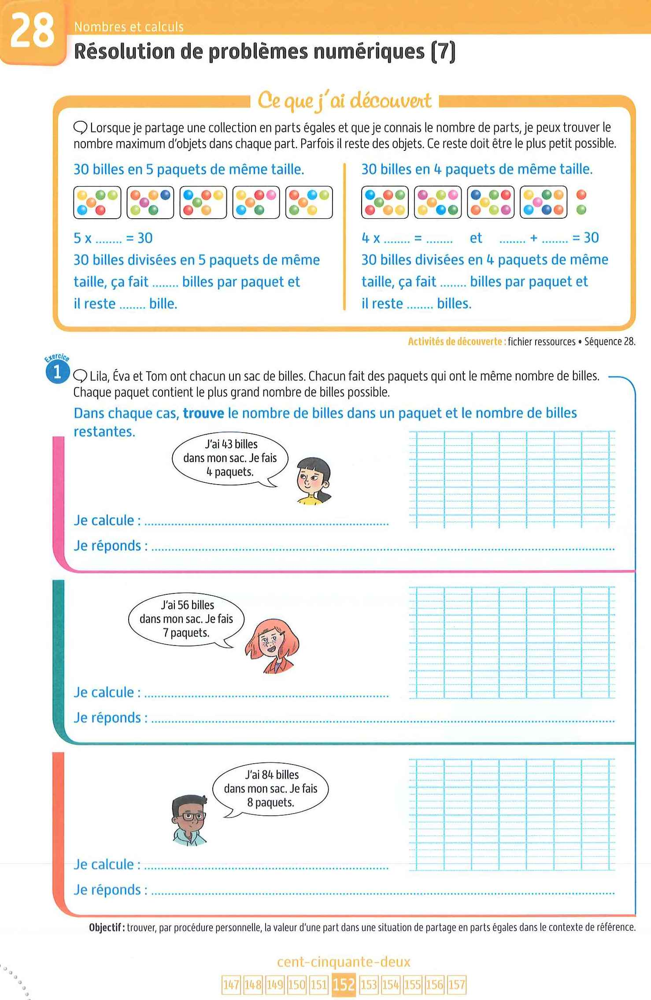 28
Nombres et calculs
Résolution de problèmes numériques (7)
Ce que j'ai découvert
Lorsque je partage une collection en parts égales et que je connais le nombre de parts, je peux trouver le
nombre maximum d'objets dans chaque part. Parfois il reste des objets. Ce reste doit être le plus petit possible.
30 billes en 5 paquets de même taille.
5 x ........ = 30
30 billes divisées en 5 paquets de même
taille, ça fait ........ billes par paquet et
il reste ........ bille.
30 billes en 4 paquets de même taille.
4 x ........ = ........ et ........ + ........ = 30
30 billes divisées en 4 paquets de même
taille, ça fait ........ billes par paquet et
il reste ........ billes.
Activités de découverte : fichier ressources • Séquence 28.
Exercice
1
Lila, Éva et Tom ont chacun un sac de billes. Chacun fait des paquets qui ont le même nombre de billes.
Chaque paquet contient le plus grand nombre de billes possible.
Dans chaque cas, trouve le nombre de billes dans un paquet et le nombre de billes
restantes.
J'ai 43 billes
dans mon sac. Je fais
4 paquets.
Je calcule : ........
Je réponds : ........
J'ai 56 billes
dans mon sac. Je fais
7 paquets.
Je calcule : ........
Je réponds : ........
J'ai 84 billes
dans mon sac. Je fais
8 paquets.
Je calcule : ........
Je réponds : ........
Objectif : trouver, par procédure personnelle, la valeur d'une part dans une situation de partage en parts égales dans le contexte de référence.
cent-cinquante-deux
147 148 149 150 151 152 153 154 155 156 157